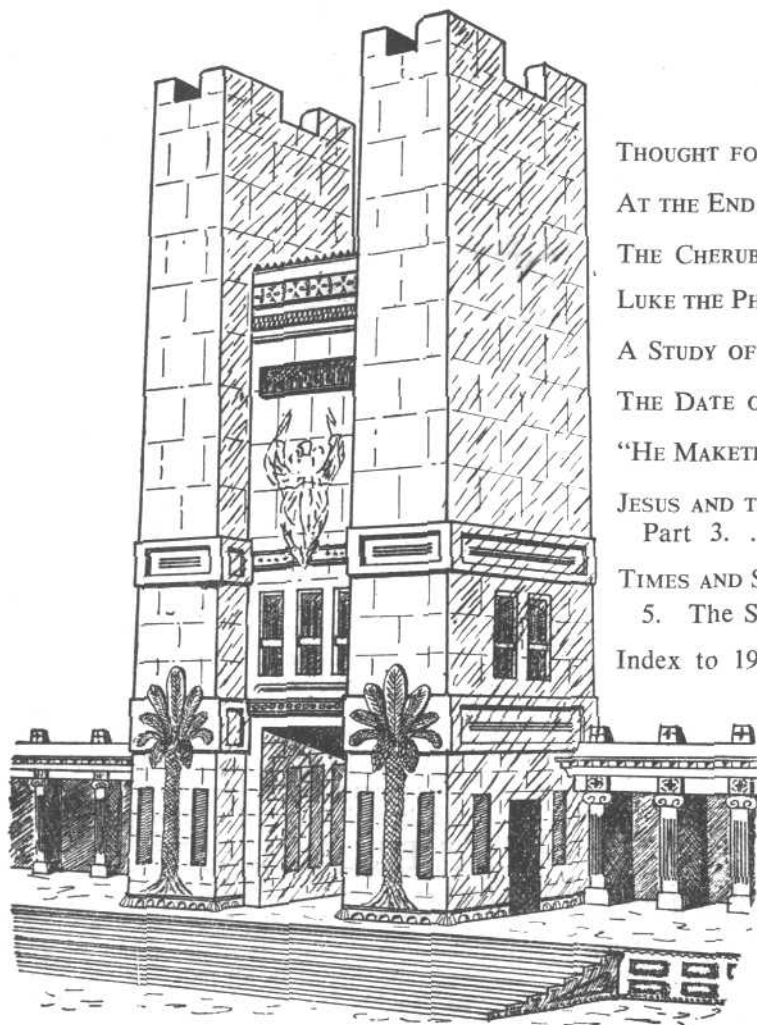 THOUGHT FO
AT THE END
THE CHERUB
LUKE THE PH
A STUDY OF
THE DATE O
"HE MAKETH
JESUS AND T
Part 3. .
TIMES AND S
5. The S
Index to 19